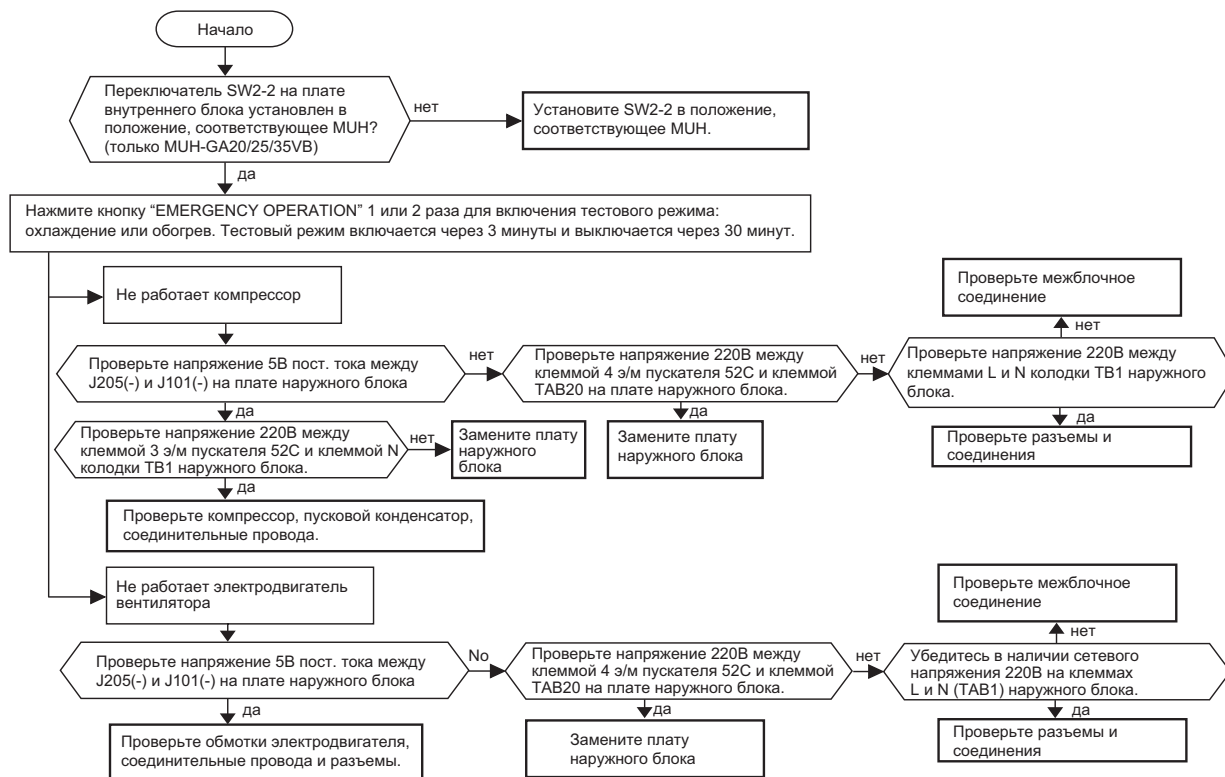 Начало
Переключатель SW2-2 на плате
внутреннего блока установлен в
положение, соответствующее MUH?
(только MUH-GA20/25/35VB)
нет
Установите SW2-2 в положение,
соответствующее MUH.
да
Нажмите кнопку “EMERGENCY OPERATION” 1 или 2 раза для включения тестового режима:
охлаждение или обогрев. Тестовый режим включается через 3 минуты и выключается через 30 минут.
Не работает компрессор
Проверьте межблочное
соединение
нет
Проверьте напряжение 5В пост. тока между
J205(-) и J101(-) на плате наружного блока
нет
Проверьте напряжение 220В между
клеммой 4 э/м пускателя 52С и клеммой
TAB20 на плате наружного блока.
нет
Проверьте напряжение 220В между
клеммами L и N колодки TB1 наружного
блока.
да
да
да
Проверьте напряжение 220В между
клеммой 3 э/м пускателя 52С и клеммой N
колодки TB1 наружного блока.
нет
Замените плату
наружного
блока
Замените плату
наружного блока
Проверьте разъемы и
соединения
да
Проверьте компрессор, пусковой конденсатор,
соединительные провода.
Не работает электродвигатель
вентилятора
Проверьте межблочное
соединение
нет
Проверьте напряжение 5В пост. тока между
J205(-) и J101(-) на плате наружного блока
No
Проверьте напряжение 220В между
клеммой 4 э/м пускателя 52С и клеммой
TAB20 на плате наружного блока.
нет
Убедитесь в наличии сетевого
напряжения 220В на клеммах
L и N (TAB1) наружного блока.
да
да
да
Проверьте обмотки электродвигателя,
соединительные провода и разъемы.
Замените плату
наружного блока
Проверьте разъемы и
соединения